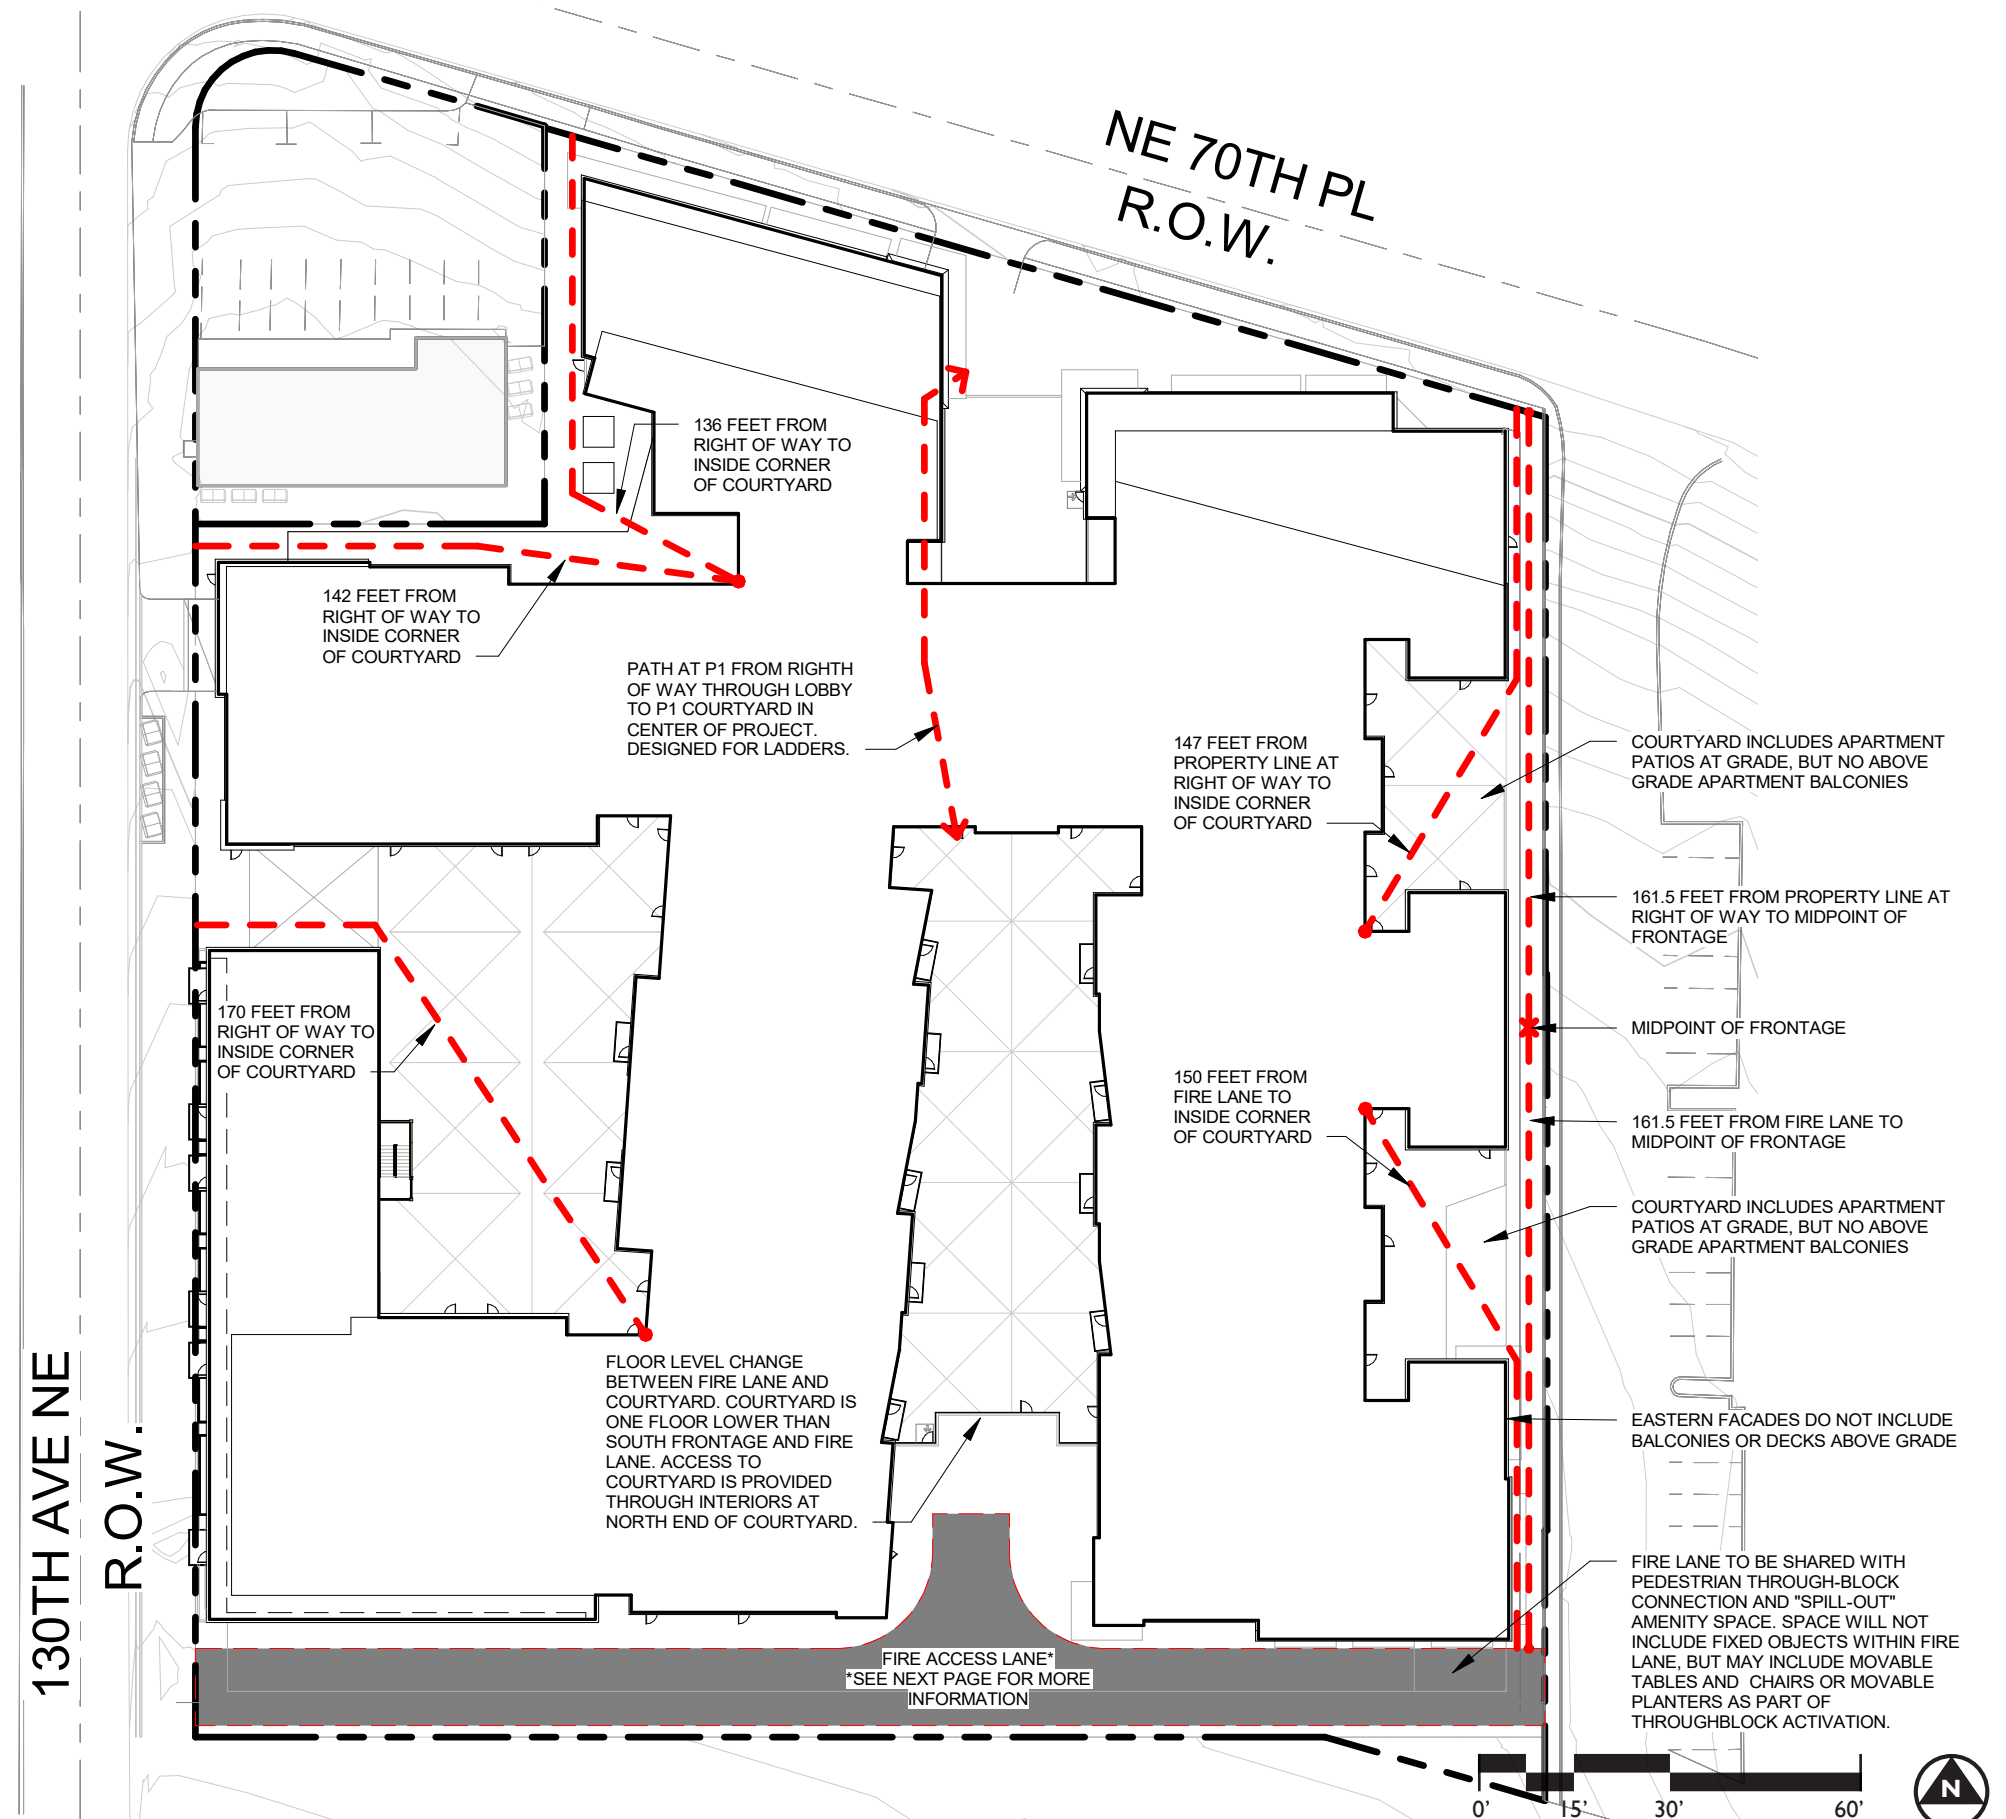 NE 70TH PL
R.O.W.
136 FEET FROM
RIGHT OF WAY TO
INSIDE CORNER
OF COURTYARD
142 FEET FROM
RIGHT OF WAY TO
INSIDE CORNER
OF COURTYARD
PATH AT P1 FROM RIGHTH
OF WAY THROUGH LOBBY
TO P1 COURTYARD IN
CENTER OF PROJECT.
DESIGNED FOR LADDERS.
147 FEET FROM
PROPERTY LINE AT
RIGHT OF WAY TO
INSIDE CORNER
OF COURTYARD
COURTYARD INCLUDES APARTMENT
PATIOS AT GRADE, BUT NO ABOVE
GRADE APARTMENT BALCONIES
161.5 FEET FROM PROPERTY LINE AT
RIGHT OF WAY TO MIDPOINT OF
FRONTAGE
170 FEET FROM
RIGHT OF WAY TO
INSIDE CORNER
OF COURTYARD
MIDPOINT OF FRONTAGE
150 FEET FROM
FIRE LANE TO
INSIDE CORNER
OF COURTYARD
161.5 FEET FROM FIRE LANE TO
MIDPOINT OF FRONTAGE
COURTYARD INCLUDES APARTMENT
PATIOS AT GRADE, BUT NO ABOVE
GRADE APARTMENT BALCONIES
FLOOR LEVEL CHANGE
BETWEEN FIRE LANE AND
COURTYARD. COURTYARD IS
ONE FLOOR LOWER THAN
SOUTH FRONTAGE AND FIRE
LANE. ACCESS TO
COURTYARD IS PROVIDED
THROUGH INTERIORS AT
NORTH END OF COURTYARD.
EASTERN FACADES DO NOT INCLUDE
BALCONIES OR DECKS ABOVE GRADE
130TH AVE NE
R.O.W.
FIRE LANE TO BE SHARED WITH
PEDESTRIAN THROUGH-BLOCK
CONNECTION AND "SPILL-OUT"
AMENITY SPACE. SPACE WILL NOT
INCLUDE FIXED OBJECTS WITHIN FIRE
LANE, BUT MAY INCLUDE MOVABLE
TABLES AND CHAIRS OR MOVABLE
PLANTERS AS PART OF
THROUGHBLOCK ACTIVATION.
FIRE ACCESS LANE*
*SEE NEXT PAGE FOR MORE
INFORMATION
0' 15' 30' 60'
N